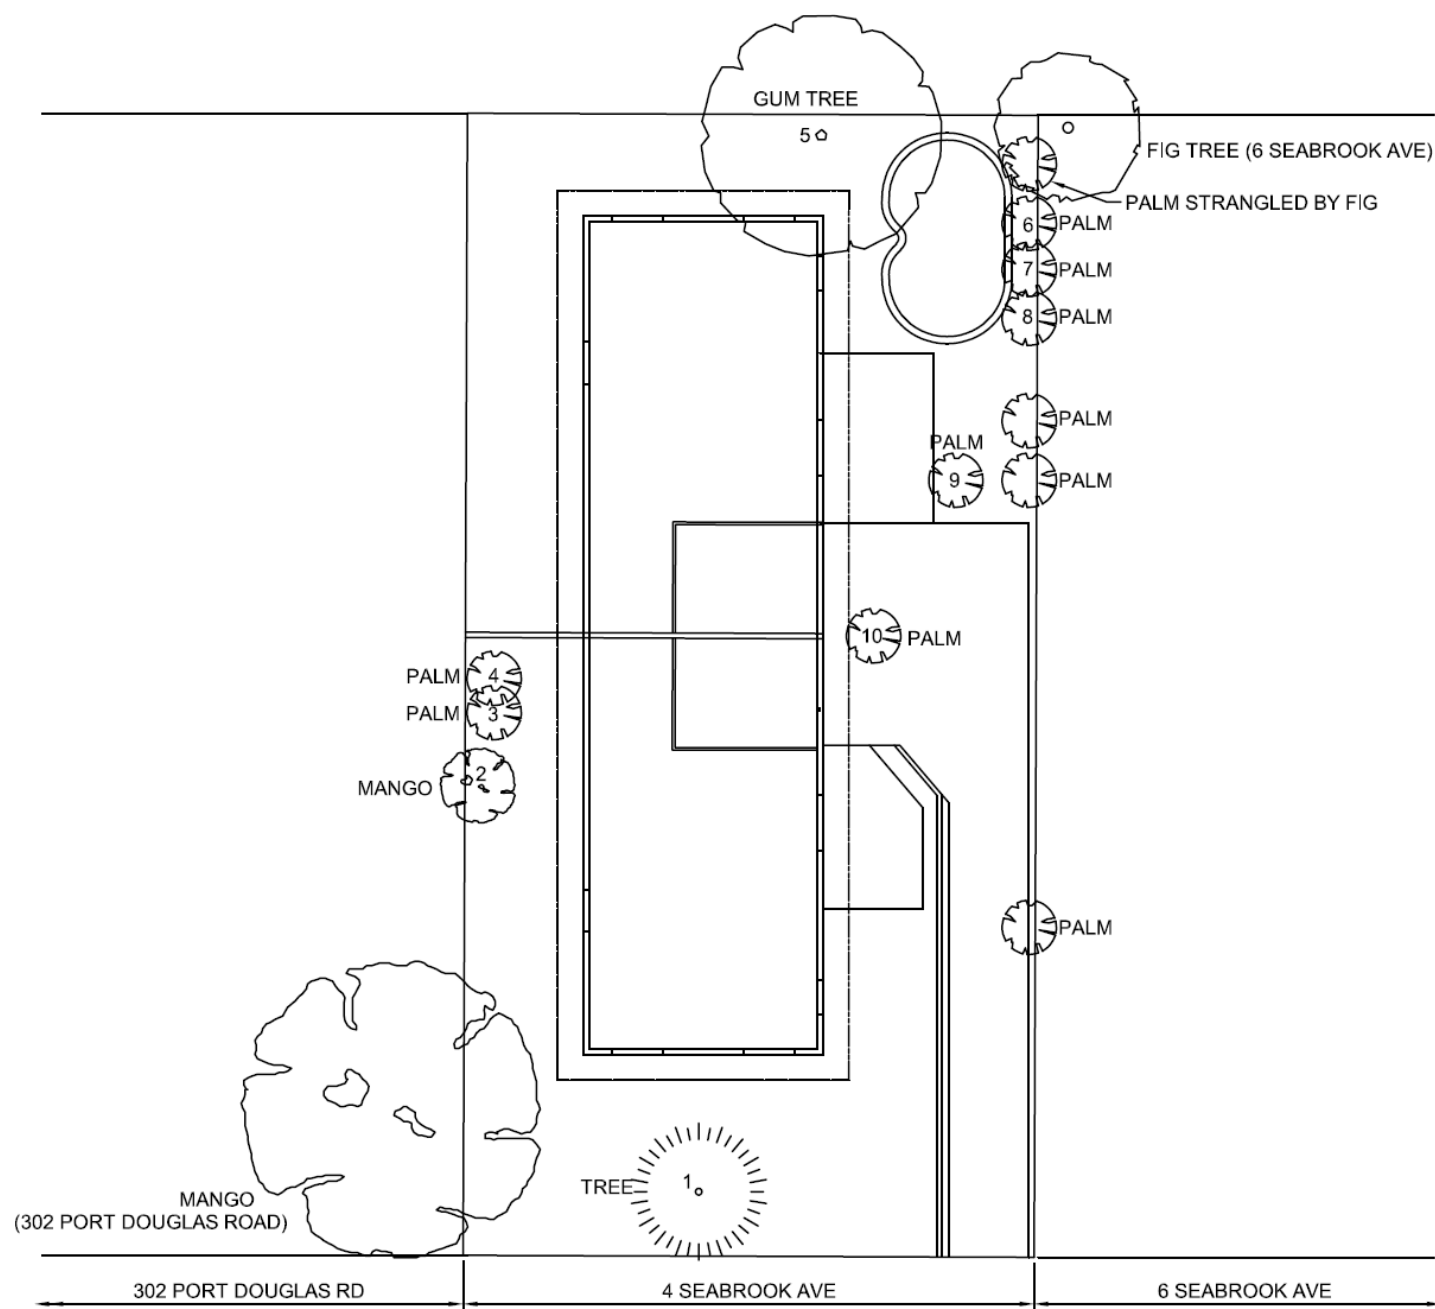 GUM TREE
5
FIG TREE (6 SEABROOK AVE)
PALM STRANGLED BY FIG
6 PALM
7 PALM
8 PALM
PALM
PALM
9
PALM
10 PALM
PALM 4
PALM 3
2
MANGO
PALM
TREE 1
MANGO
(302 PORT DOUGLAS ROAD)
302 PORT DOUGLAS RD
4 SEABROOK AVE
6 SEABROOK AVE